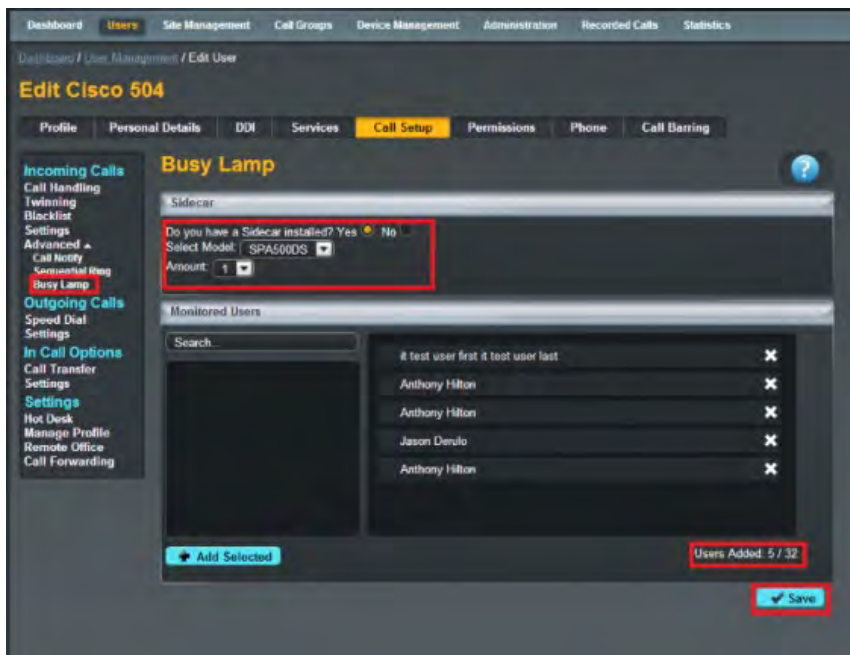 Dashboard Users Site Management Call Groups Device Management Administration Recorded Calls Statistics
Dashboard / User Management / Edit User
Edit Cisco 504
Profile Personal Details DDI Services Call Setup Permissions Phone Call Barring
Incoming Calls
Call Handling
Twinning
Blacklist
Settings
Advanced
Call Notify
Sequential Ring
Busy Lamp
Outgoing Calls
Speed Dial
Settings
In Call Options
Call Transfer
Settings
Settings
Hot Desk
Manage Profile
Remote Office
Call Forwarding
Busy Lamp
?
Sidecar
Do you have a Sidecar installed? Yes No
Select Model: SPA500DS
Amount: 1
Monitored Users
Search...
it test user first it test user last
Anthony Hilton
Anthony Hilton
Jason Derulo
Anthony Hilton
Add Selected
Users Added: 5 / 32
Save